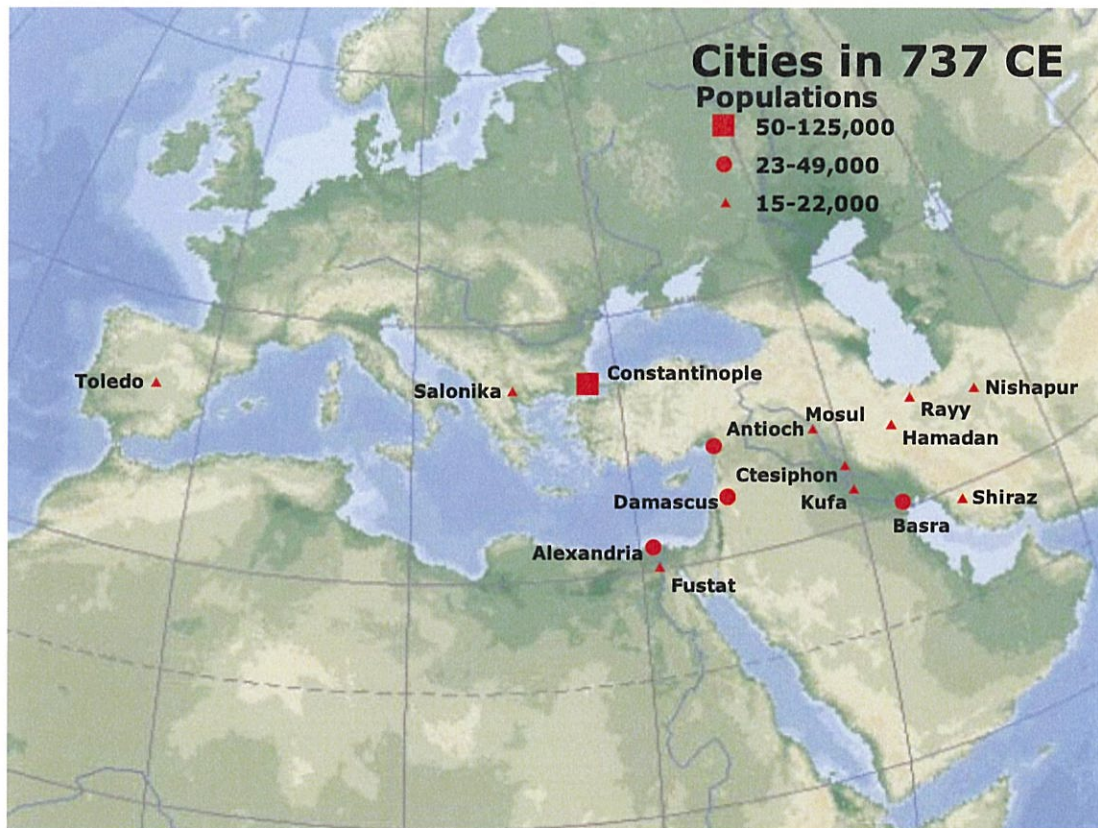 Cities in 737 CE
Populations
50-125,000
23-49,000
15-22,000
Toledo
Salonika
Constantinople
Nishapur
Rayy
Mosul
Hamadan
Antioch
Ctesiphon
Damascus
Kufa
Shiraz
Basra
Alexandria
Fustat